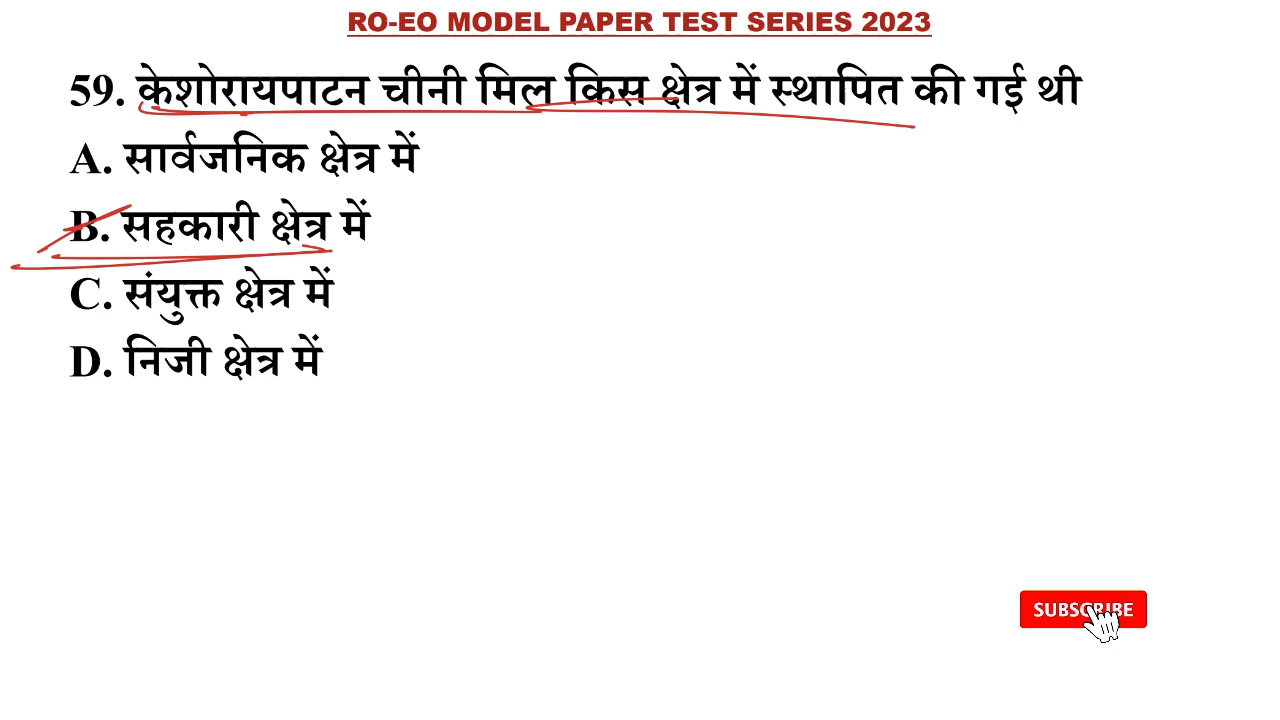 RO-EO MODEL PAPER TEST SERIES 2023
59. केशोरायपाटन चीनी मिल किस क्षेत्र में स्थापित की गई थी
A. सार्वजनिक क्षेत्र में
B. सहकारी क्षेत्र में
C. संयुक्त क्षेत्र में
D. निजी क्षेत्र में
SUBSCRIBE